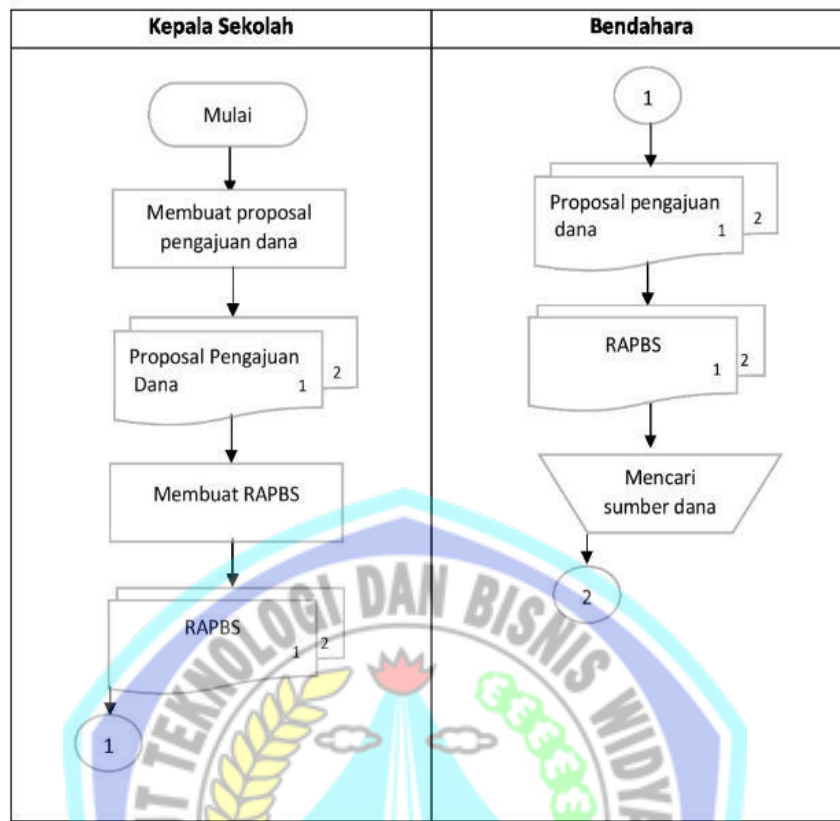 Kepala Sekolah
Bendahara
Mulai
Membuat proposal
pengajuan dana
Proposal Pengajuan
Dana
1
2
Membuat RAPBS
RAPBS
1
2
1
1
Proposal pengajuan
dana
1
2
RAPBS
1
2
Mencari
sumber dana
2
TEKNOLOGI DAN BISNIS